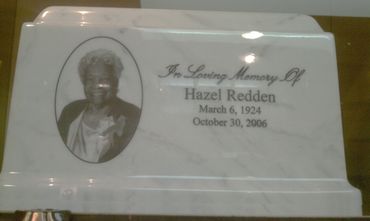 In Loving Memory Of
Hazel Redden
March 6, 1924
October 30, 2006